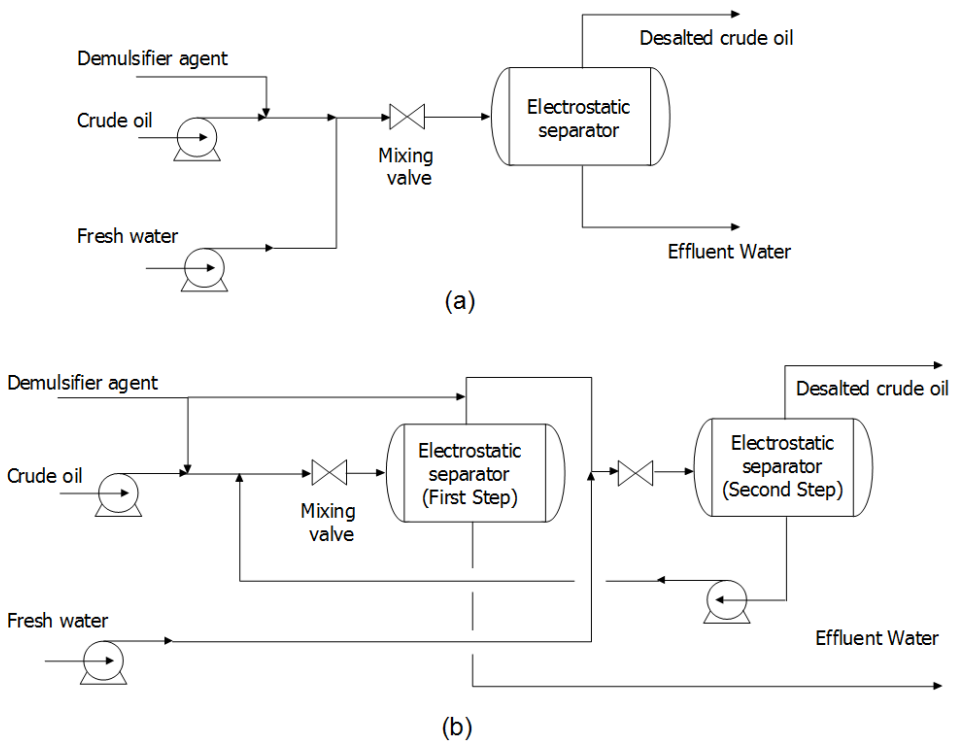 Desalted crude oil
Demulsifier agent
Electrostatic
separator
Crude oil
Mixing
valve
Fresh water
Effluent Water
(a)
Demulsifier agent
Desalted crude oil
Electrostatic
separator
(First Step)
Electrostatic
separator
(Second Step)
Crude oil
Mixing
valve
Fresh water
Effluent Water
(b)